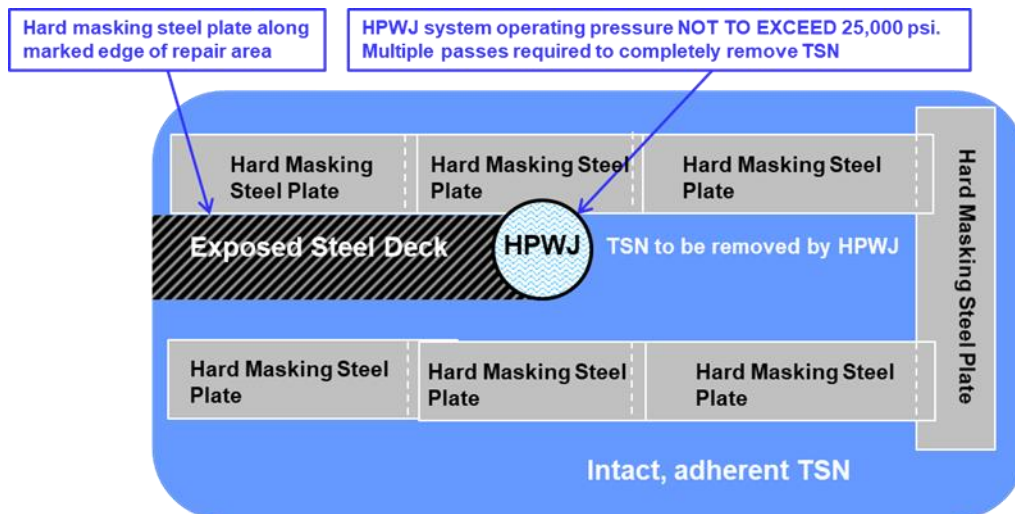 Hard masking steel plate along
marked edge of repair area
HPWJ system operating pressure NOT TO EXCEED 25,000 psi.
Multiple passes required to completely remove TSN
Hard Masking
Steel Plate
Hard Masking Steel
Plate
Hard Masking Steel
Plate
Hard Masking Steel Plate
Exposed Steel Deck
HPWJ
TSN to be removed by HPWJ
Hard Masking Steel
Plate
Hard Masking Steel
Plate
Hard Masking Steel
Plate
Intact, adherent TSN